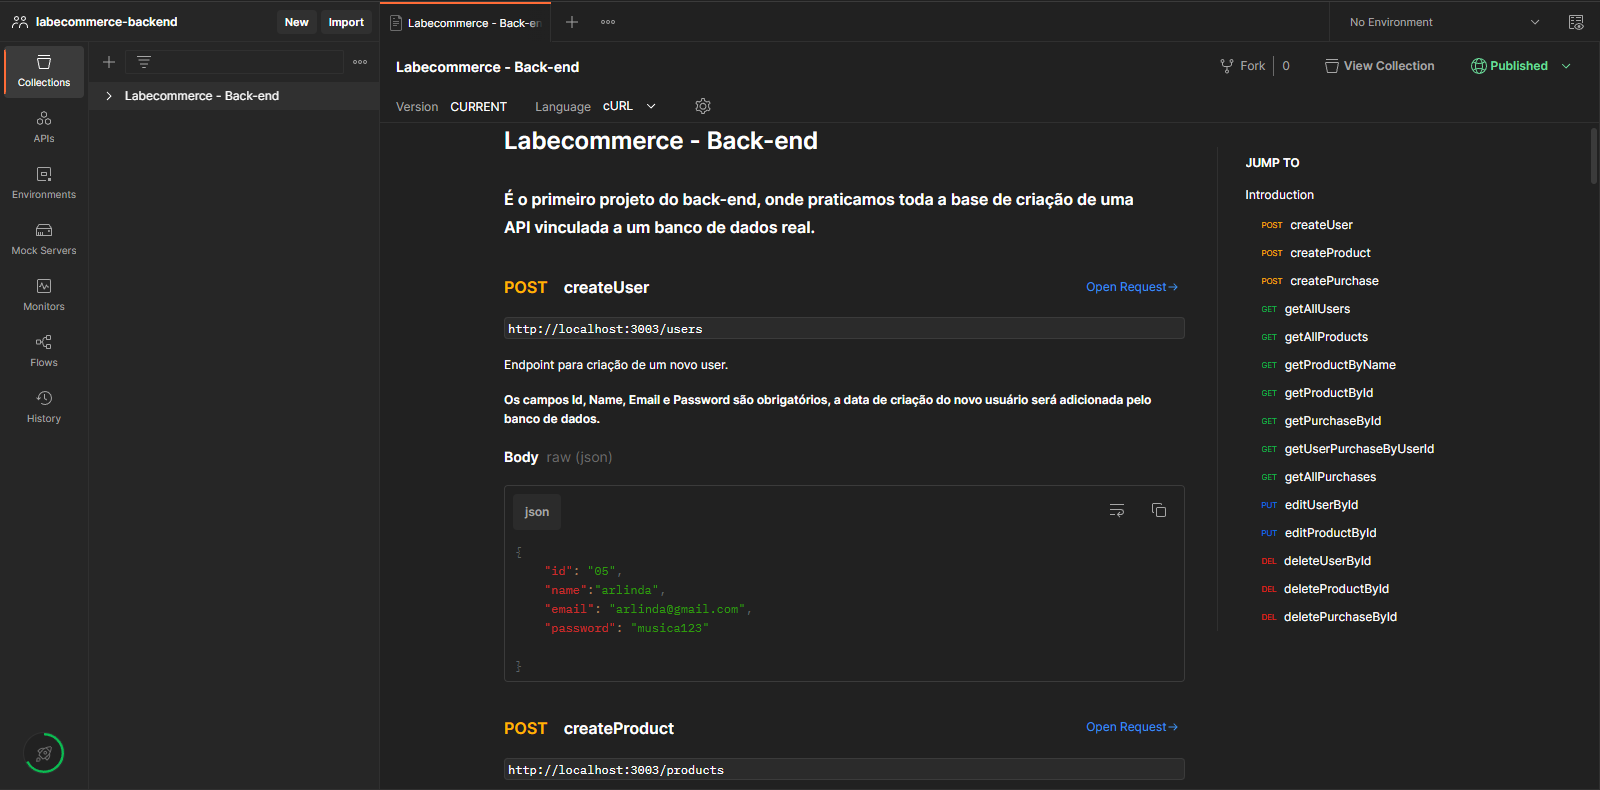 labecommerce-backend
New
Import
Labecommerce - Back-en
No Environment
Collections
APIs
Environments
Mock Servers
Monitors
Flows
History
Labecommerce - Back-end
Labecommerce - Back-end
Fork
0
View Collection
Published
Version CURRENT
Language cURL
Labecommerce - Back-end
É o primeiro projeto do back-end, onde praticamos toda a base de criação de uma
API vinculada a um banco de dados real.
POST createUser
Open Request→
http://localhost:3003/users
Endpoint para criação de um novo user.
Os campos Id, Name, Email e Password são obrigatórios, a data de criação do novo usuário será adicionada pelo
banco de dados.
Body raw (json)
json
{
"id": "05",
"name":"arlinda",
"email": "arlinda@gmail.com",
"password": "musica123"
}
POST createProduct
Open Request→
http://localhost:3003/products
JUMP TO
Introduction
POST createUser
POST createProduct
POST createPurchase
GET getAllUsers
GET getAllProducts
GET getProductByName
GET getProductById
GET getPurchaseById
GET getUserPurchaseByUserId
GET getAllPurchases
PUT editUserById
PUT editProductById
DEL deleteUserById
DEL deleteProductById
DEL deletePurchaseById